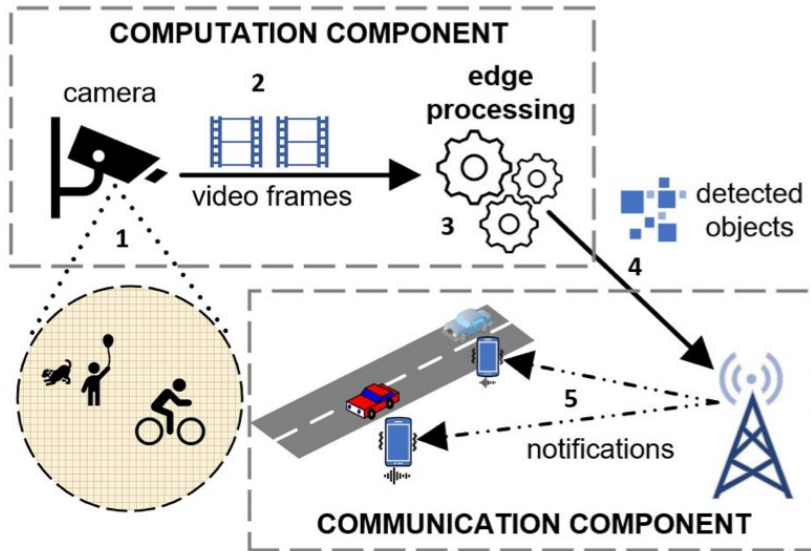 COMPUTATION COMPONENT
camera
2
edge
processing
video frames
3
1
detected
objects
4
5
notifications
COMMUNICATION COMPONENT